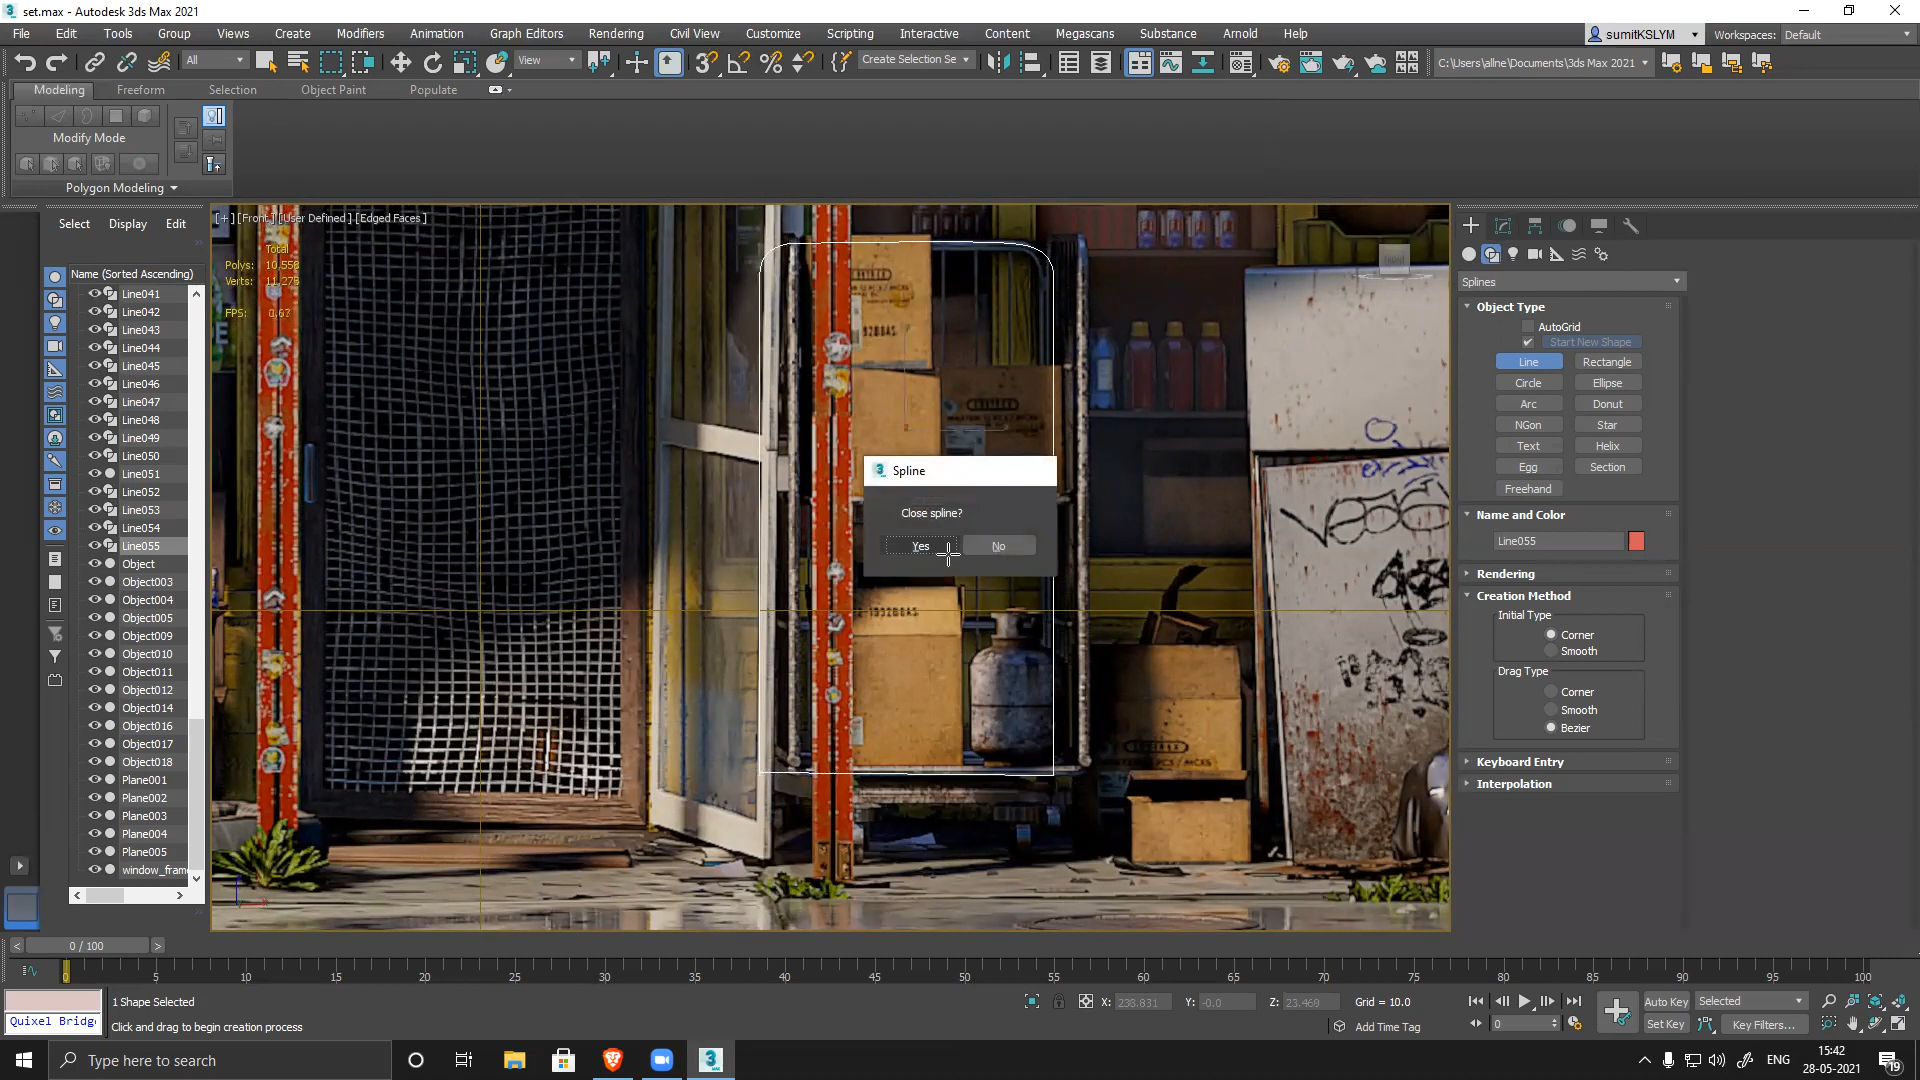 set.max - Autodesk 3ds Max 2021
File Edit Tools Group Views Create Modifiers Animation Graph Editors Rendering Civil View Customize Scripting Interactive Content Megascans Substance Arnold Help
sumitKSLYM
Workspaces: Default
All
View
Create Selection Se
C:\Users\allne\Documents\3ds Max 2021
Modeling Freeform Selection Object Paint Populate
Modify Mode
Polygon Modeling
Select Display Edit
Name (Sorted Ascending)
Line041
Line042
Line043
Line044
Line045
Line046
Line047
Line048
Line049
Line050
Line051
Line052
Line053
Line054
Line055
Object
Object003
Object004
Object005
Object009
Object010
Object011
Object012
Object014
Object016
Object017
Object018
Plane001
Plane002
Plane003
Plane004
Plane005
window_fram
[+] [Front] [User Defined] [Edged Faces]
Total
Polys: 10,558
Verts: 11,273
FPS:
FRONT
Spline
Close spline?
Yes No
Splines
Object Type
AutoGrid
Start New Shape
Line Rectangle
Circle Ellipse
Arc Donut
NGon Star
Text Helix
Egg Section
Freehand
Name and Color
Line055
Rendering
Creation Method
Initial Type
Corner
Smooth
Drag Type
Corner
Smooth
Bezier
Keyboard Entry
Interpolation
0 / 100
0 5 10 15 20 25 30 35 40 45 50 55 60 65 70 75 80 85 90 95 100
1 Shape Selected
Click and drag to begin creation process
Quixel Bridg
X: 238.831 Y: -0.0 Z: 23.469 Grid = 10.0
Add Time Tag
0
Auto Key Selected
Set Key Key Filters...
Type here to search
ENG
15:42
28-05-2021
19